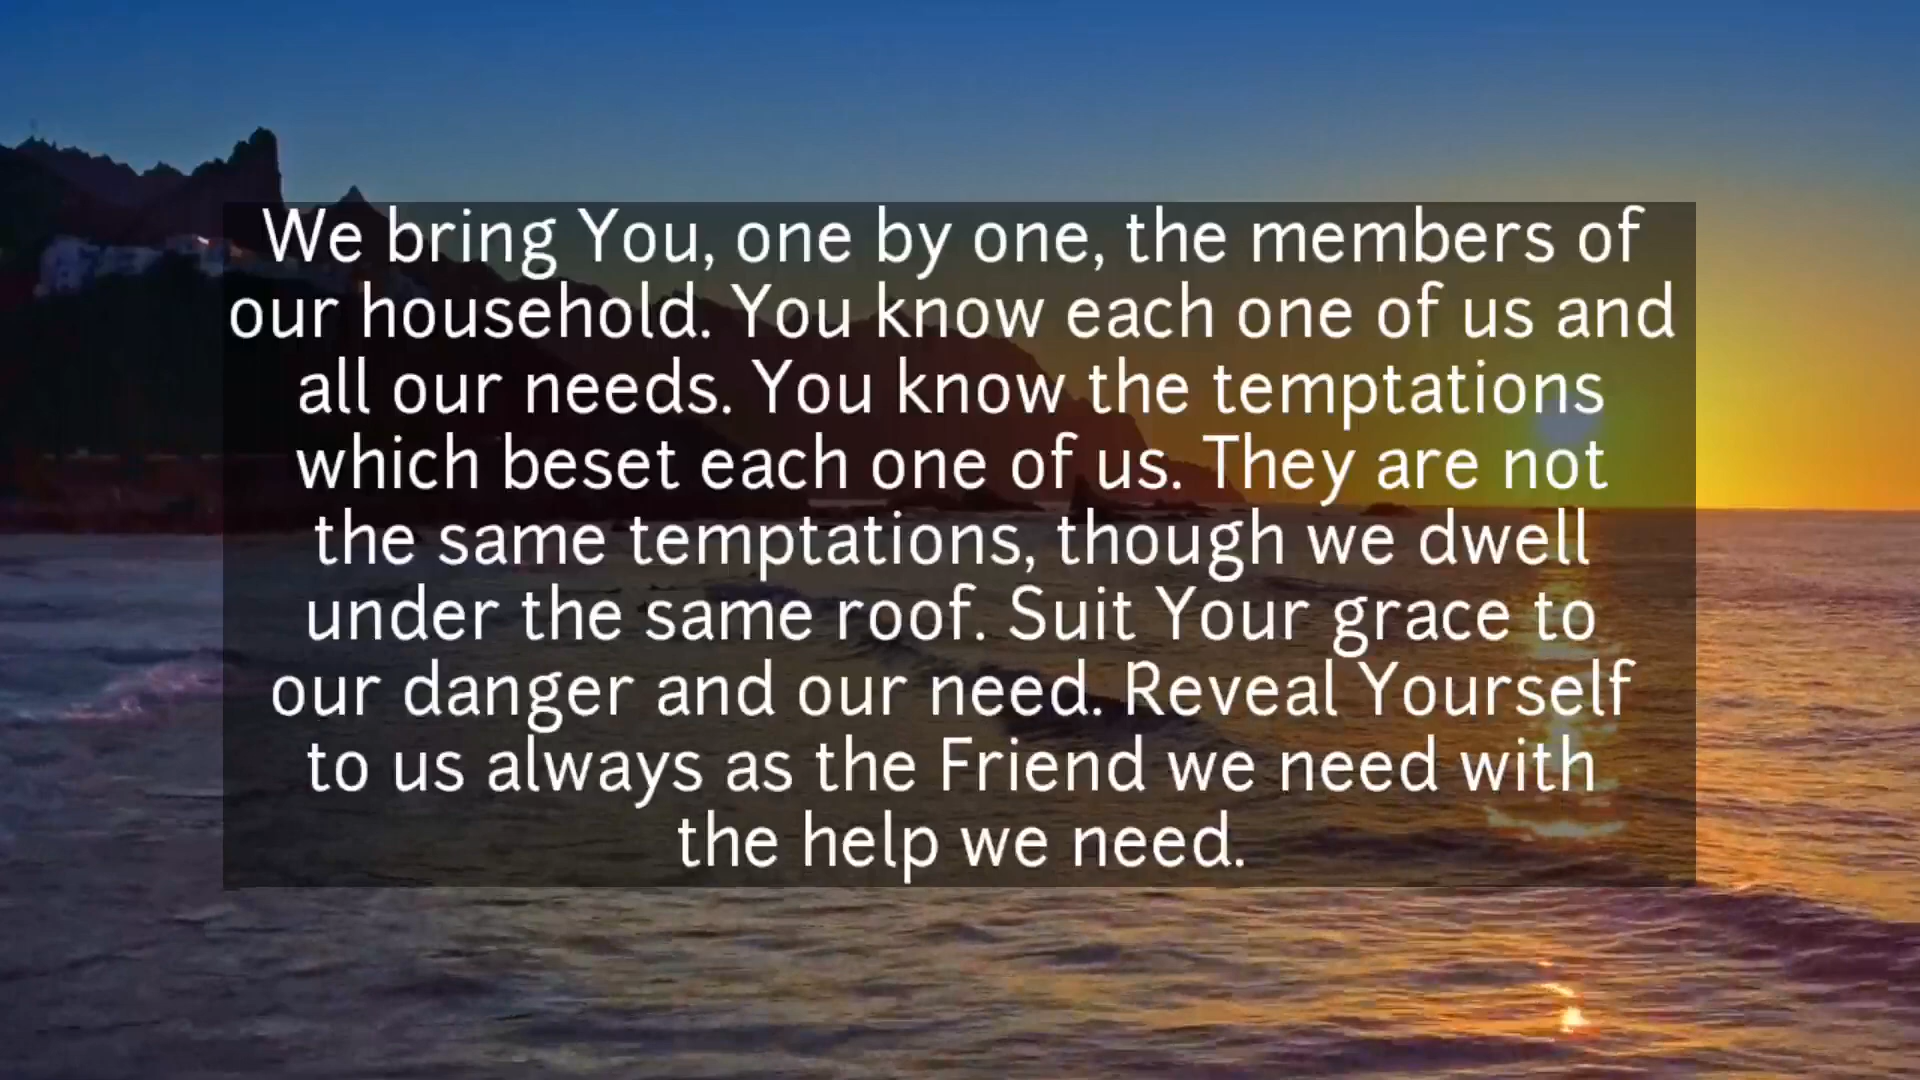 We bring You, one by one, the members of
our household. You know each one of us and
all our needs. You know the temptations
which beset each one of us. They are not
the same temptations, though we dwell
under the same roof. Suit Your grace to
our danger and our need. Reveal Yourself
to us always as the Friend we need with
the help we need.